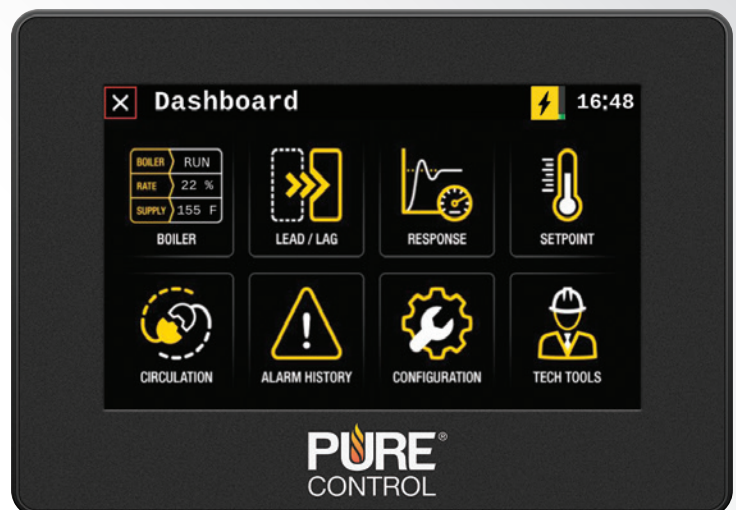 Dashboard
16:48
BOILER RUN
RATE 22 %
SUPPLY 155 F
BOILER
LEAD / LAG
RESPONSE
SETPOINT
CIRCULATION
ALARM HISTORY
CONFIGURATION
TECH TOOLS
PURE®
CONTROL